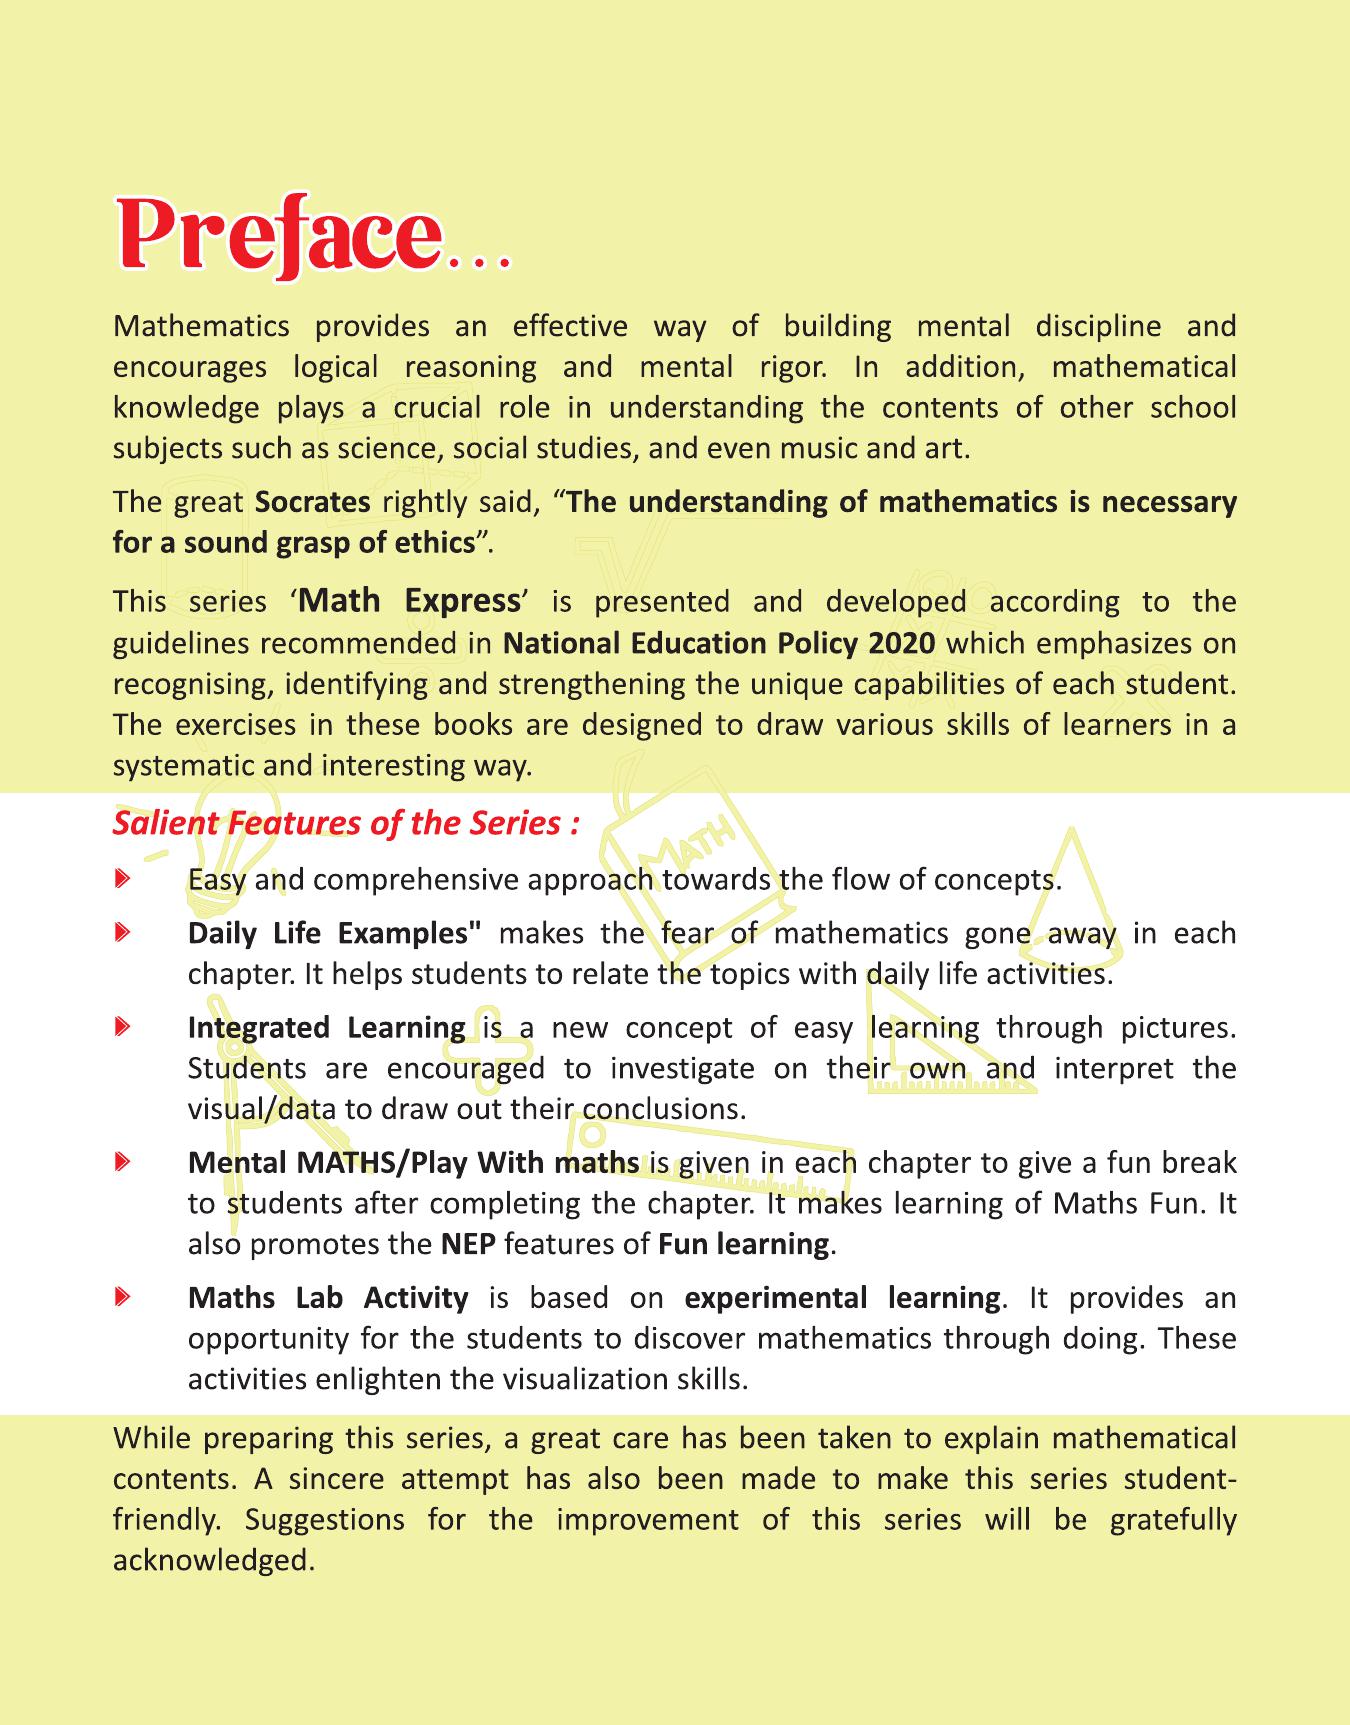 Preface...
Mathematics provides an effective way of building mental discipline and
encourages logical reasoning and mental rigor. In addition, mathematical
knowledge plays a crucial role in understanding the contents of other school
subjects such as science, social studies, and even music and art.
The great Socrates rightly said, “The understanding of mathematics is necessary
for a sound grasp of ethics”.
This series ‘Math Express’ is presented and developed according to the
guidelines recommended in National Education Policy 2020 which emphasizes on
recognising, identifying and strengthening the unique capabilities of each student.
The exercises in these books are designed to draw various skills of learners in a
systematic and interesting way.
Salient Features of the Series :
Easy and comprehensive approach towards the flow of concepts.
Daily Life Examples" makes the fear of mathematics gone away in each
chapter. It helps students to relate the topics with daily life activities.
Integrated Learning is a new concept of easy learning through pictures.
Students are encouraged to investigate on their own and interpret the
visual/data to draw out their conclusions.
Mental MATHS/Play With maths is given in each chapter to give a fun break
to students after completing the chapter. It makes learning of Maths Fun. It
also promotes the NEP features of Fun learning.
Maths Lab Activity is based on experimental learning. It provides an
opportunity for the students to discover mathematics through doing. These
activities enlighten the visualization skills.
While preparing this series, a great care has been taken to explain mathematical
contents. A sincere attempt has also been made to make this series student-
friendly. Suggestions for the improvement of this series will be gratefully
acknowledged.
MATH